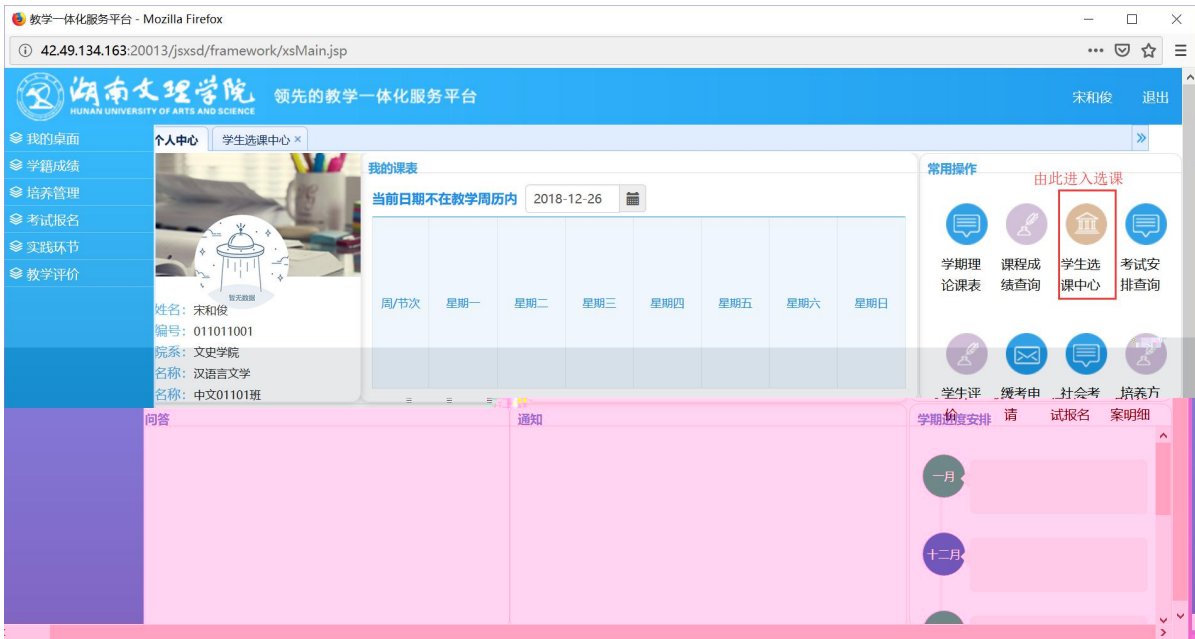 教学一体化服务平台 - Mozilla Firefox
42.49.134.163:20013/jsxsd/framework/xsMain.jsp
湖南文理学院
HUNAN UNIVERSITY OF ARTS AND SCIENCE
领先的教学一体化服务平台
宋和俊 退出
我的桌面
学籍成绩
培养管理
考试报名
实践环节
教学评价
个人中心 学生选课中心 ×
暂无数据
姓名：宋和俊
编号：011011001
院系：文史学院
名称：汉语言文学
名称：中文01101班
我的课表
当前日期不在教学周历内 2018-12-26
周/节次 星期一 星期二 星期三 星期四 星期五 星期六 星期日
常用操作
由此进入选课
学期理论课表
课程成绩查询
学生选课中心
考试安排查询
学生评价
缓考申请
社会考试报名
培养方案明细
问答
通知
学期进度安排
一月
十二月